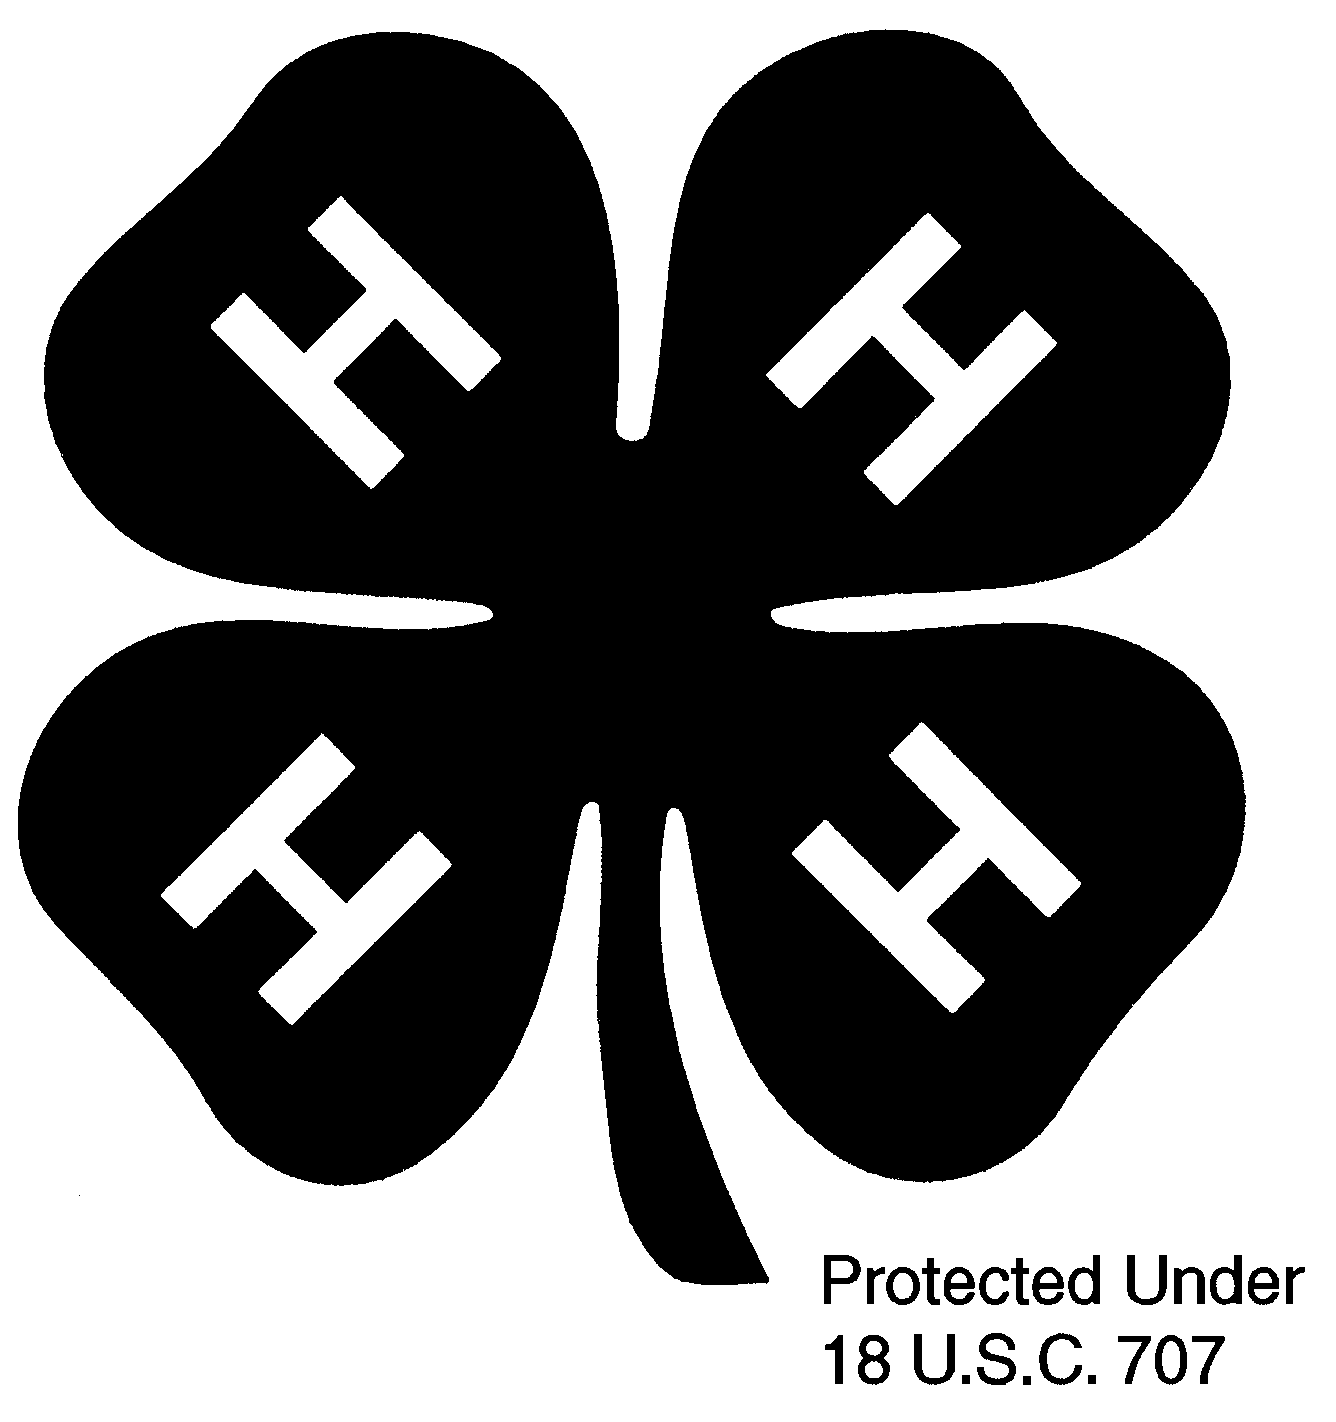 H H
H H
Protected Under
18 U.S.C. 707